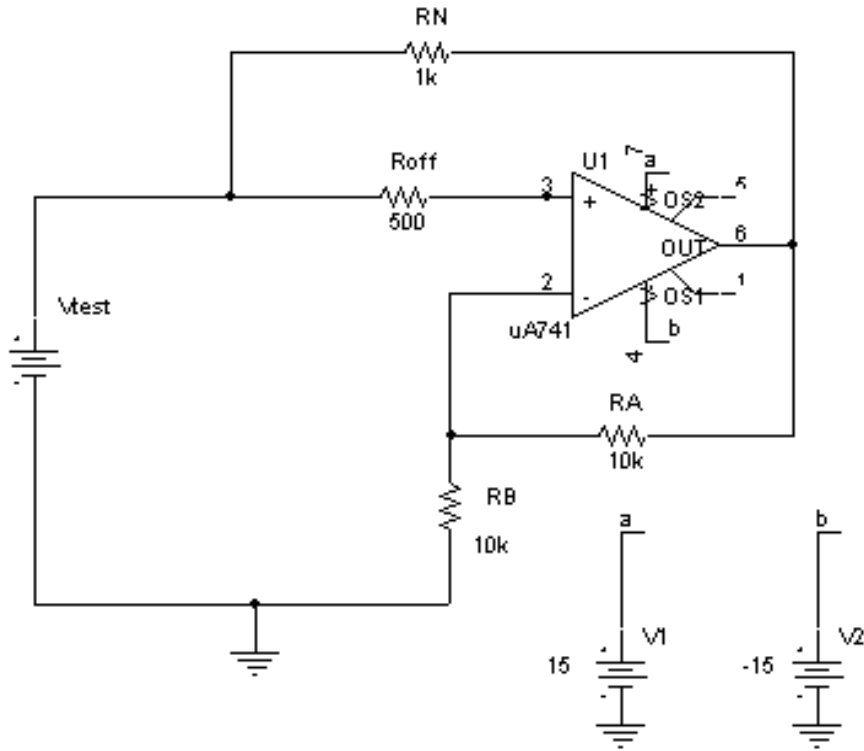 RN
1k
Roff
500
U1
7
a
3
+
+
OS2
5
OUT
6
2
-
OS1
1
uA741
4
b
Vtest
+
-
RA
10k
RB
10k
a
b
V1
15
+
-
V2
-15
+
-